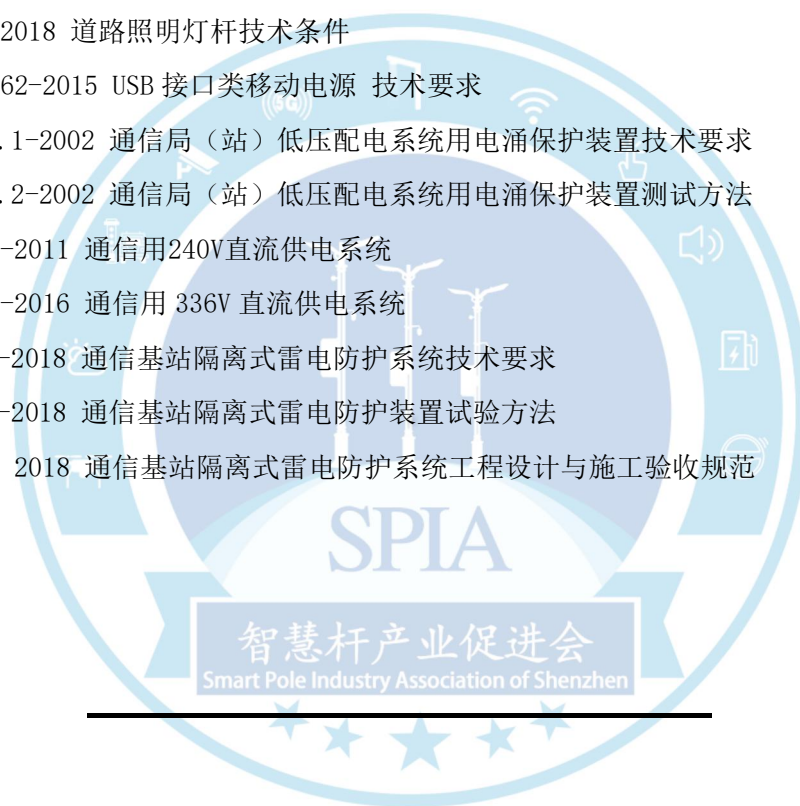 2018 道路照明灯杆技术条件
62-2015 USB 接口类移动电源 技术要求
.1-2002 通信局（站）低压配电系统用电涌保护装置技术要求
.2-2002 通信局（站）低压配电系统用电涌保护装置测试方法
-2011 通信用240V直流供电系统
-2016 通信用 336V 直流供电系统
-2018 通信基站隔离式雷电防护系统技术要求
-2018 通信基站隔离式雷电防护装置试验方法
2018 通信基站隔离式雷电防护系统工程设计与施工验收规范
5G
SPIA
智慧杆产业促进会
Smart Pole Industry Association of Shenzhen